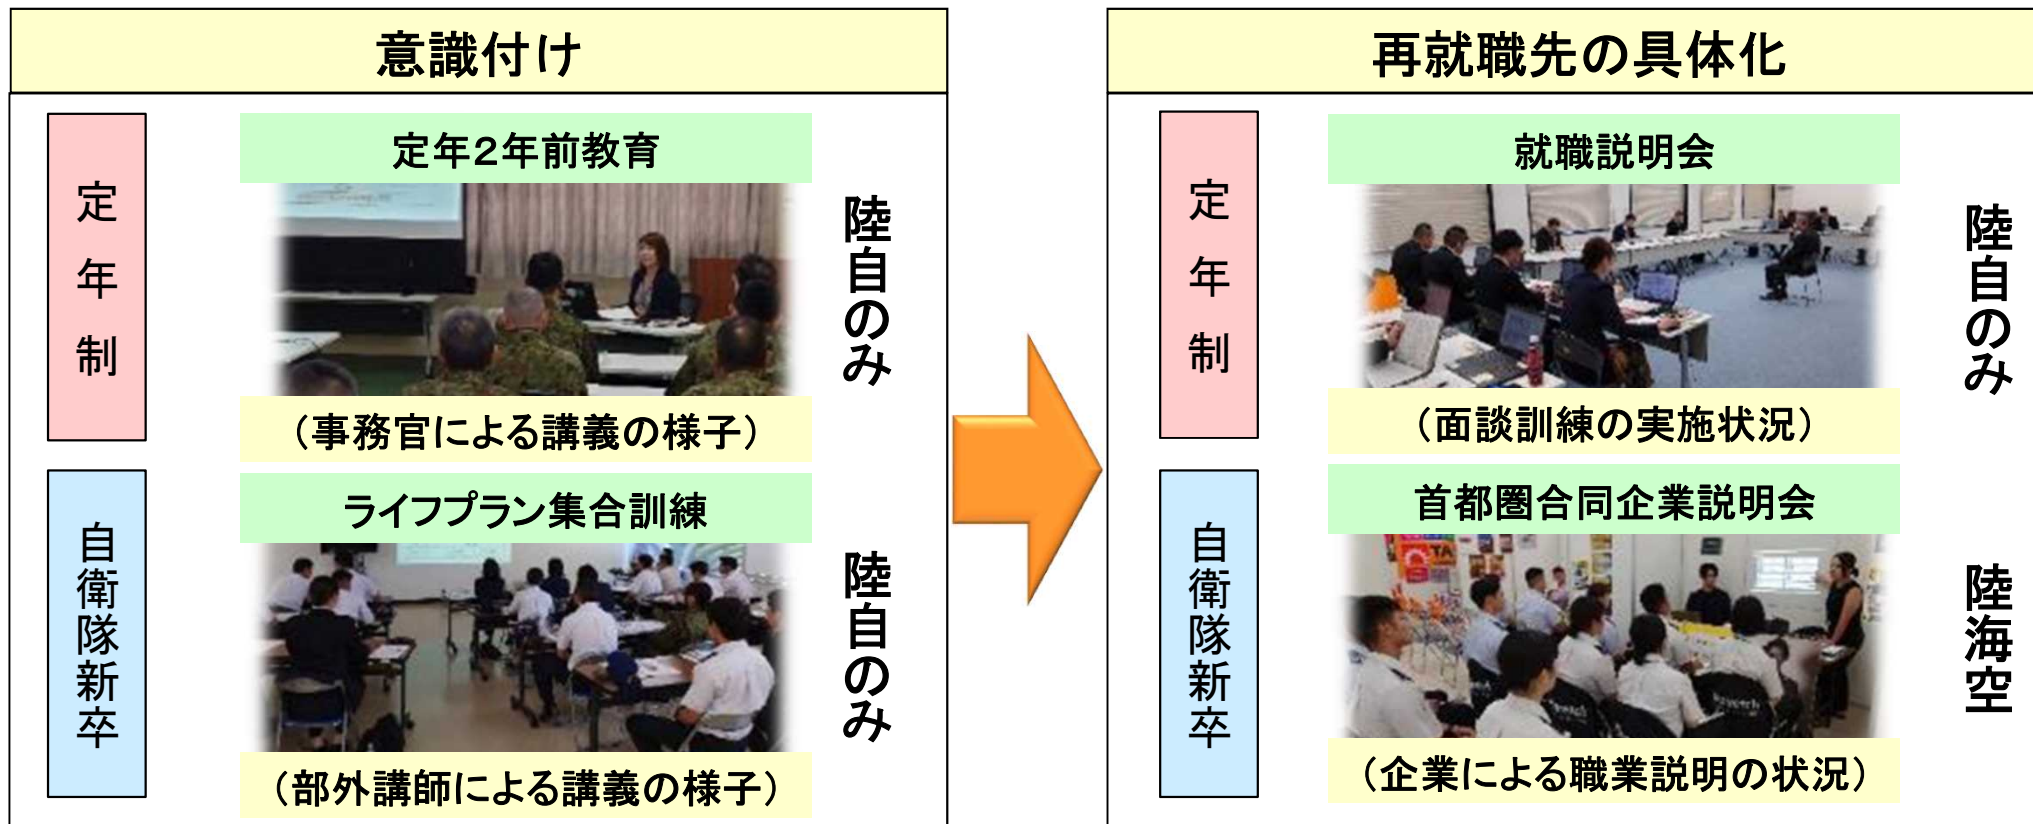 意識付け
定年制
定年２年前教育
陸自のみ
（事務官による講義の様子）
自衛隊新卒
ライフプラン集合訓練
陸自のみ
（部外講師による講義の様子）
再就職先の具体化
定年制
就職説明会
陸自のみ
（面談訓練の実施状況）
自衛隊新卒
首都圏合同企業説明会
陸海空
（企業による職業説明の状況）